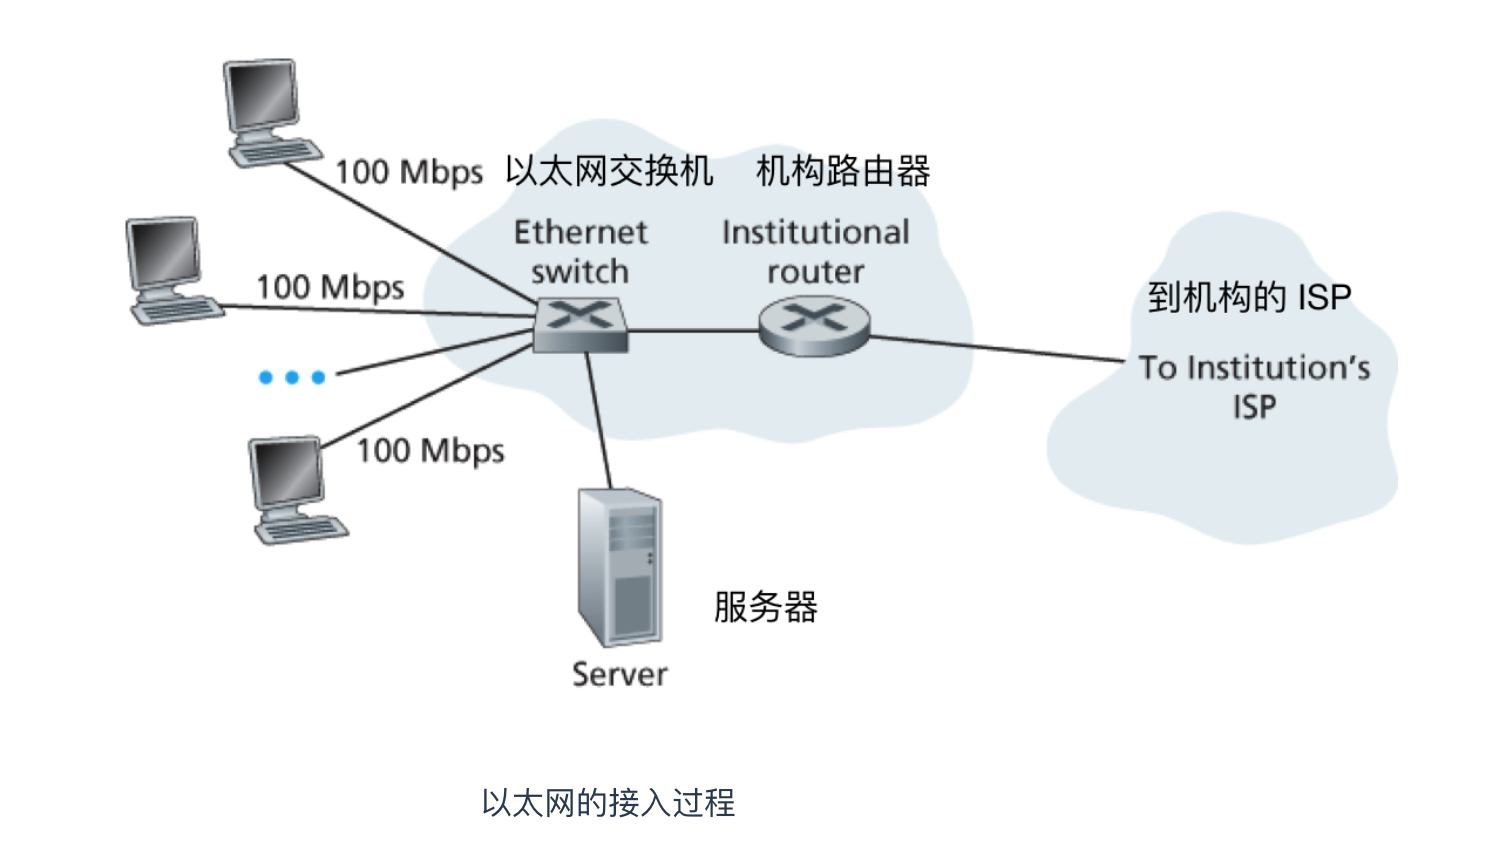 100 Mbps
以太网交换机
机构路由器
Ethernet
switch
Institutional
router
100 Mbps
到机构的 ISP
To Institution's
ISP
100 Mbps
服务器
Server
以太网的接入过程